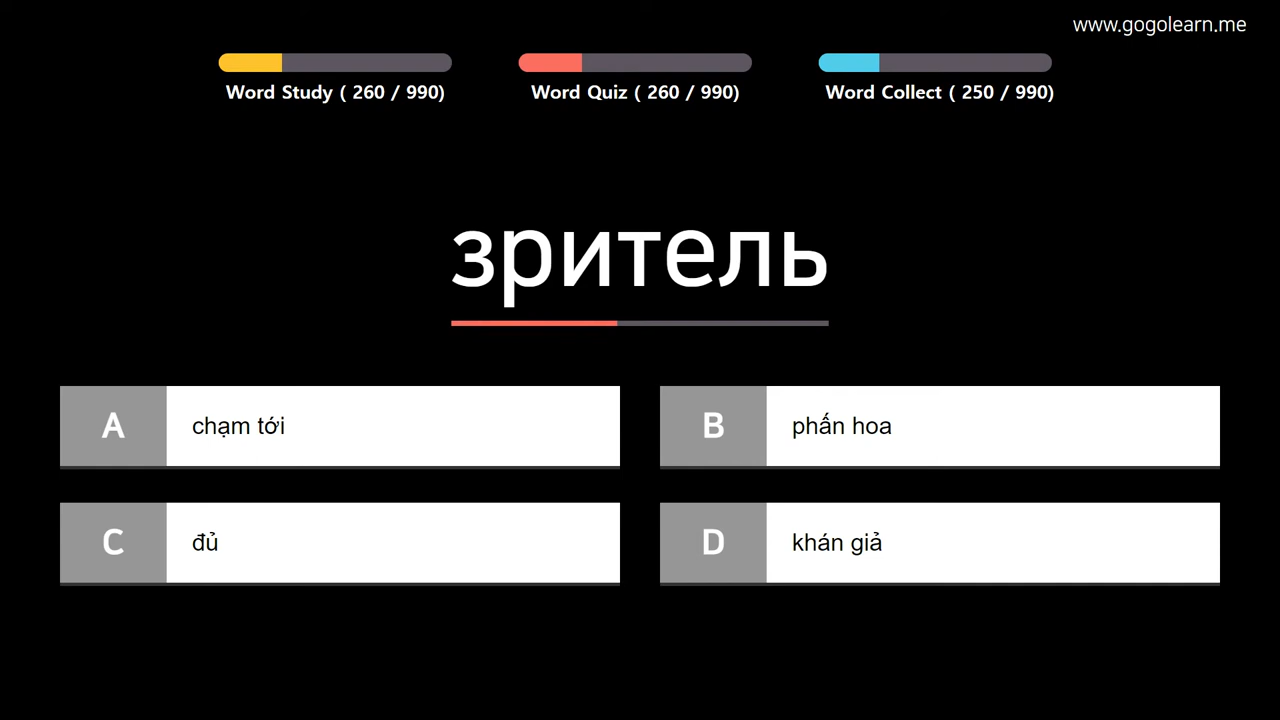 www.gogolearn.me
Word Study ( 260 / 990)
Word Quiz ( 260 / 990)
Word Collect ( 250 / 990)
зритель
A chạm tới
B phấn hoa
C đủ
D khán giả